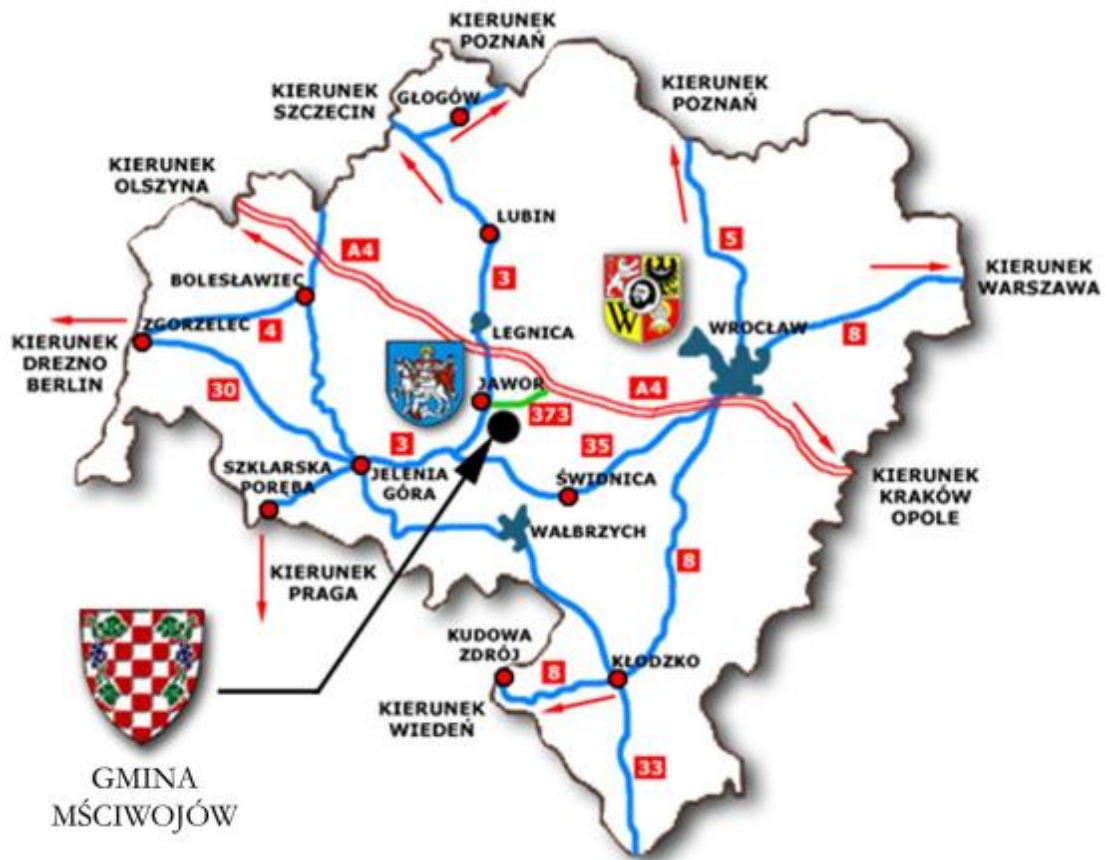 KIERUNEK
POZNAŃ
KIERUNEK
SZCZECIN
GŁOGÓW
KIERUNEK
POZNAŃ
KIERUNEK
OLSZYNA
LUBIN
A4
3
5
BOLESŁAWIEC
KIERUNEK
WARSZAWA
ZGORZELEC
4
LEGNICA
W
WROCŁAW
8
KIERUNEK
DREZNO
BERLIN
30
JAWOR
373
A4
3
35
SZKLARSKA
PORĘBA
JELENIA
GÓRA
ŚWIDNICA
KIERUNEK
KRAKÓW
OPOLE
WAŁBRZYCH
8
KIERUNEK
PRAGA
KUDOWA
ZDRÓJ
8
KŁODZKO
KIERUNEK
WIEDEŃ
33
GMINA
MŚCIWOJÓW